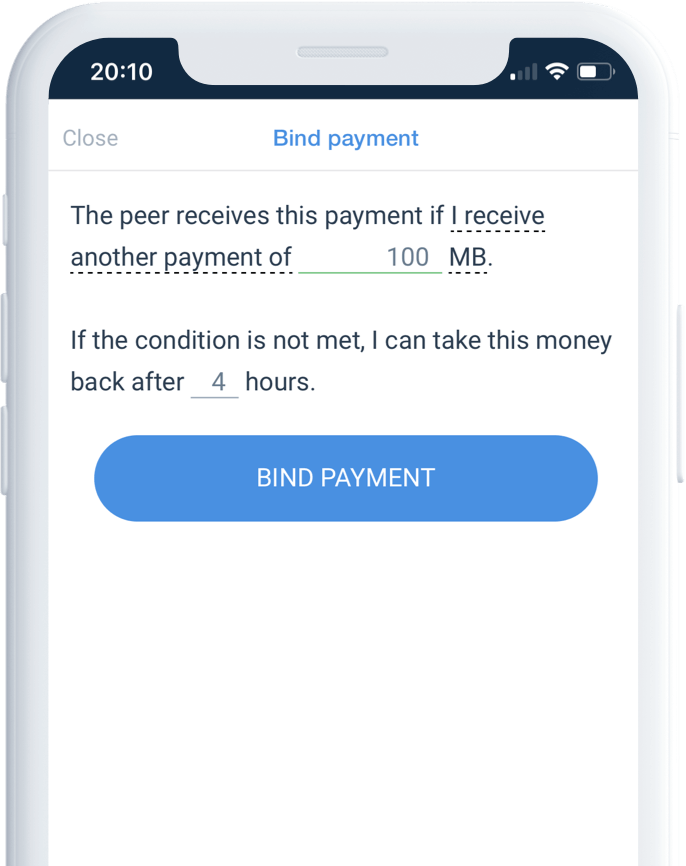 20:10
Close Bind payment
The peer receives this payment if I receive
another payment of 100 MB.
If the condition is not met, I can take this money
back after 4 hours.
BIND PAYMENT